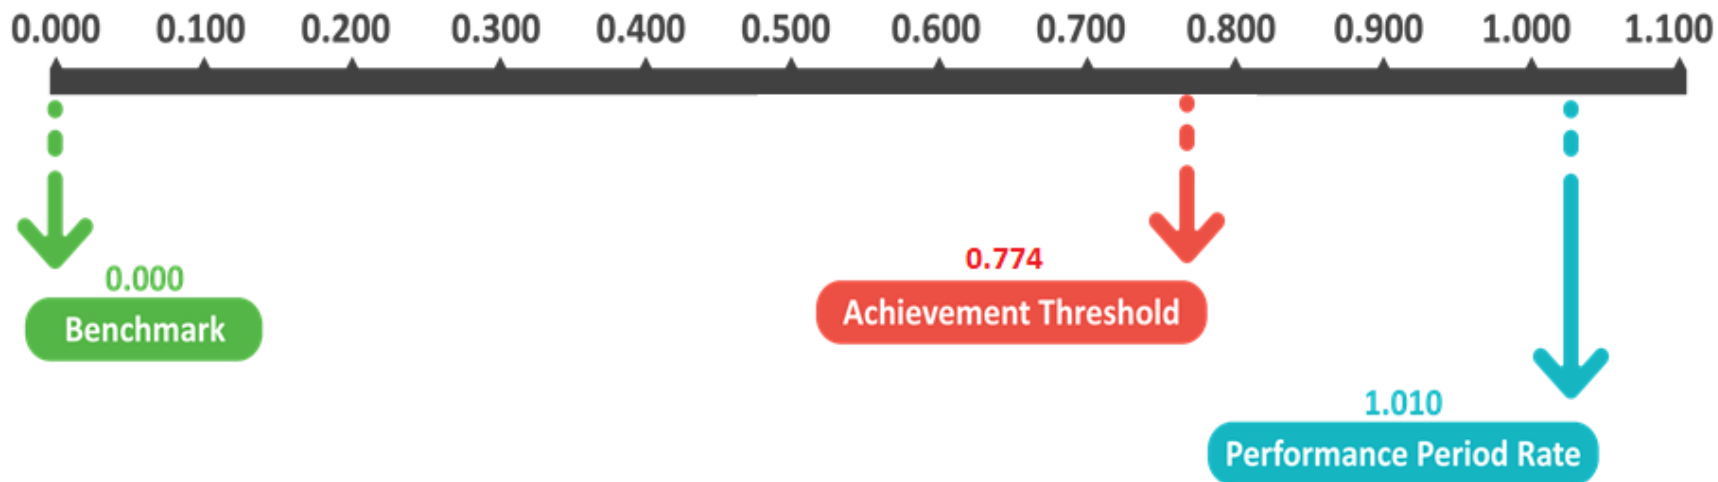 0.000 0.100 0.200 0.300 0.400 0.500 0.600 0.700 0.800 0.900 1.000 1.100
0.774
0.000
Achievement Threshold
Benchmark
1.010
Performance Period Rate